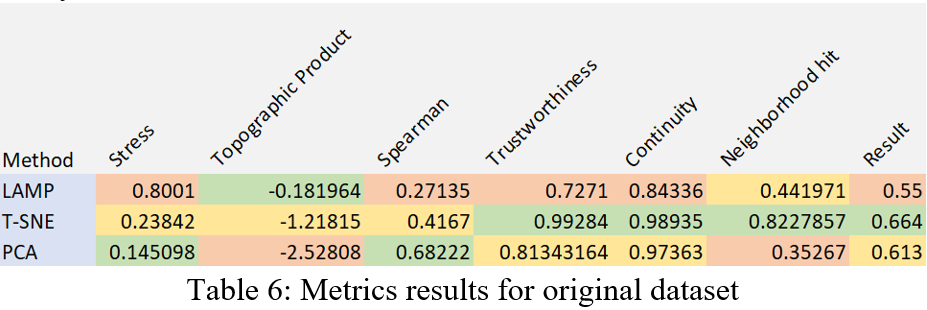 Method Stress Topographic Product Spearman Trustworthiness Continuity Neighborhood hit Result
LAMP 0.8001 -0.181964 0.27135 0.7271 0.84336 0.441971 0.55
T-SNE 0.23842 -1.21815 0.4167 0.99284 0.98935 0.8227857 0.664
PCA 0.145098 -2.52808 0.68222 0.81343164 0.97363 0.35267 0.613
Table 6: Metrics results for original dataset